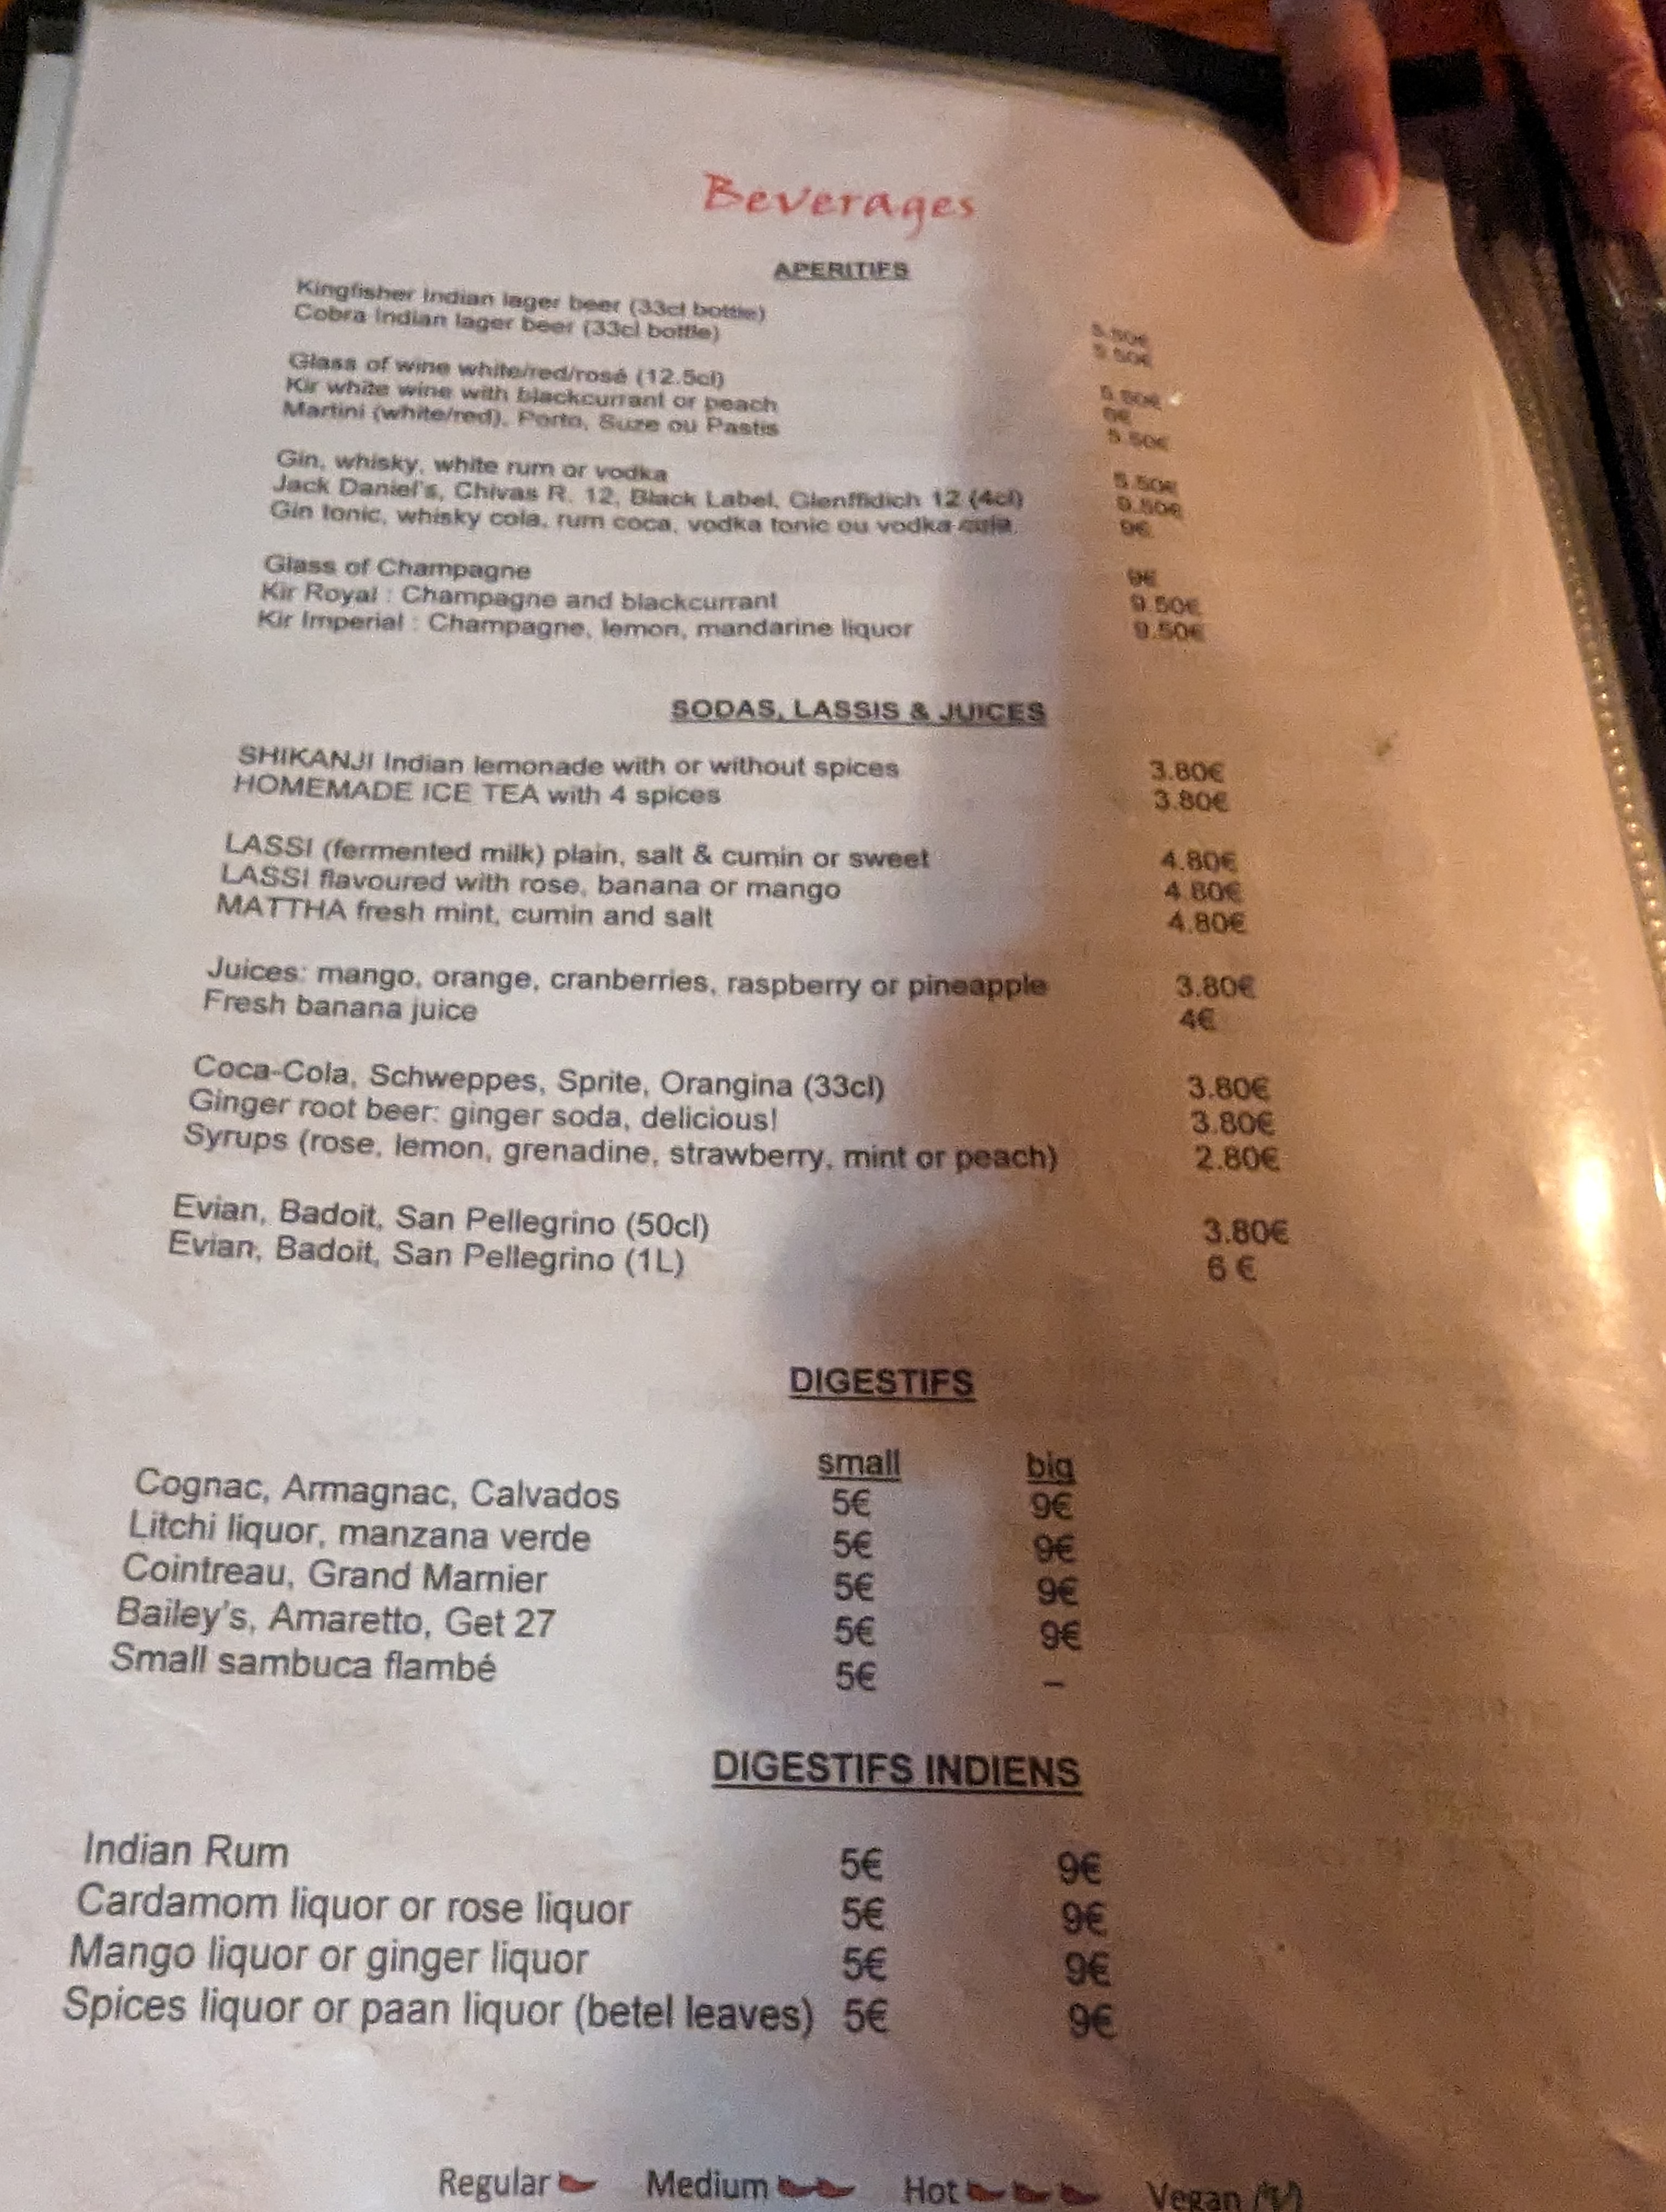 Beverages
APERITIFS
Kingfisher Indian lager beer (33cl bottle) 5.50€
Cobra Indian lager beer (33cl bottle) 5.50€
Glass of wine white/red/rosé (12.5cl) 5.50€
Kir white wine with blackcurrant or peach
Martini (white/red), Porto, Suze ou Pastis 5.50€
Gin, whisky, white rum or vodka 5.50€
Jack Daniel's, Chivas R. 12, Black Label, Glenffidich 12 (4cl) 9.50€
Gin tonic, whisky cola, rum coca, vodka tonic ou vodka 9€
Glass of Champagne 9€
Kir Royal : Champagne and blackcurrant 9.50€
Kir Imperial : Champagne, lemon, mandarine liquor 9.50€
SODAS, LASSIS & JUICES
SHIKANJI Indian lemonade with or without spices 3.80€
HOMEMADE ICE TEA with 4 spices 3.80€
LASSI (fermented milk) plain, salt & cumin or sweet 4.80€
LASSI flavoured with rose, banana or mango 4.80€
MATTHA fresh mint, cumin and salt 4.80€
Juices: mango, orange, cranberries, raspberry or pineapple 3.80€
Fresh banana juice 4€
Coca-Cola, Schweppes, Sprite, Orangina (33cl) 3.80€
Ginger root beer: ginger soda, delicious! 3.80€
Syrups (rose, lemon, grenadine, strawberry, mint or peach) 2.80€
Evian, Badoit, San Pellegrino (50cl) 3.80€
Evian, Badoit, San Pellegrino (1L) 6 €
DIGESTIFS
small big
Cognac, Armagnac, Calvados 5€ 9€
Litchi liquor, manzana verde 5€ 9€
Cointreau, Grand Marnier 5€ 9€
Bailey's, Amaretto, Get 27 5€ 9€
Small sambuca flambé 5€ –
DIGESTIFS INDIENS
Indian Rum 5€ 9€
Cardamom liquor or rose liquor 5€ 9€
Mango liquor or ginger liquor 5€ 9€
Spices liquor or paan liquor (betel leaves) 5€ 9€
Regular Medium Hot Vegan (V)